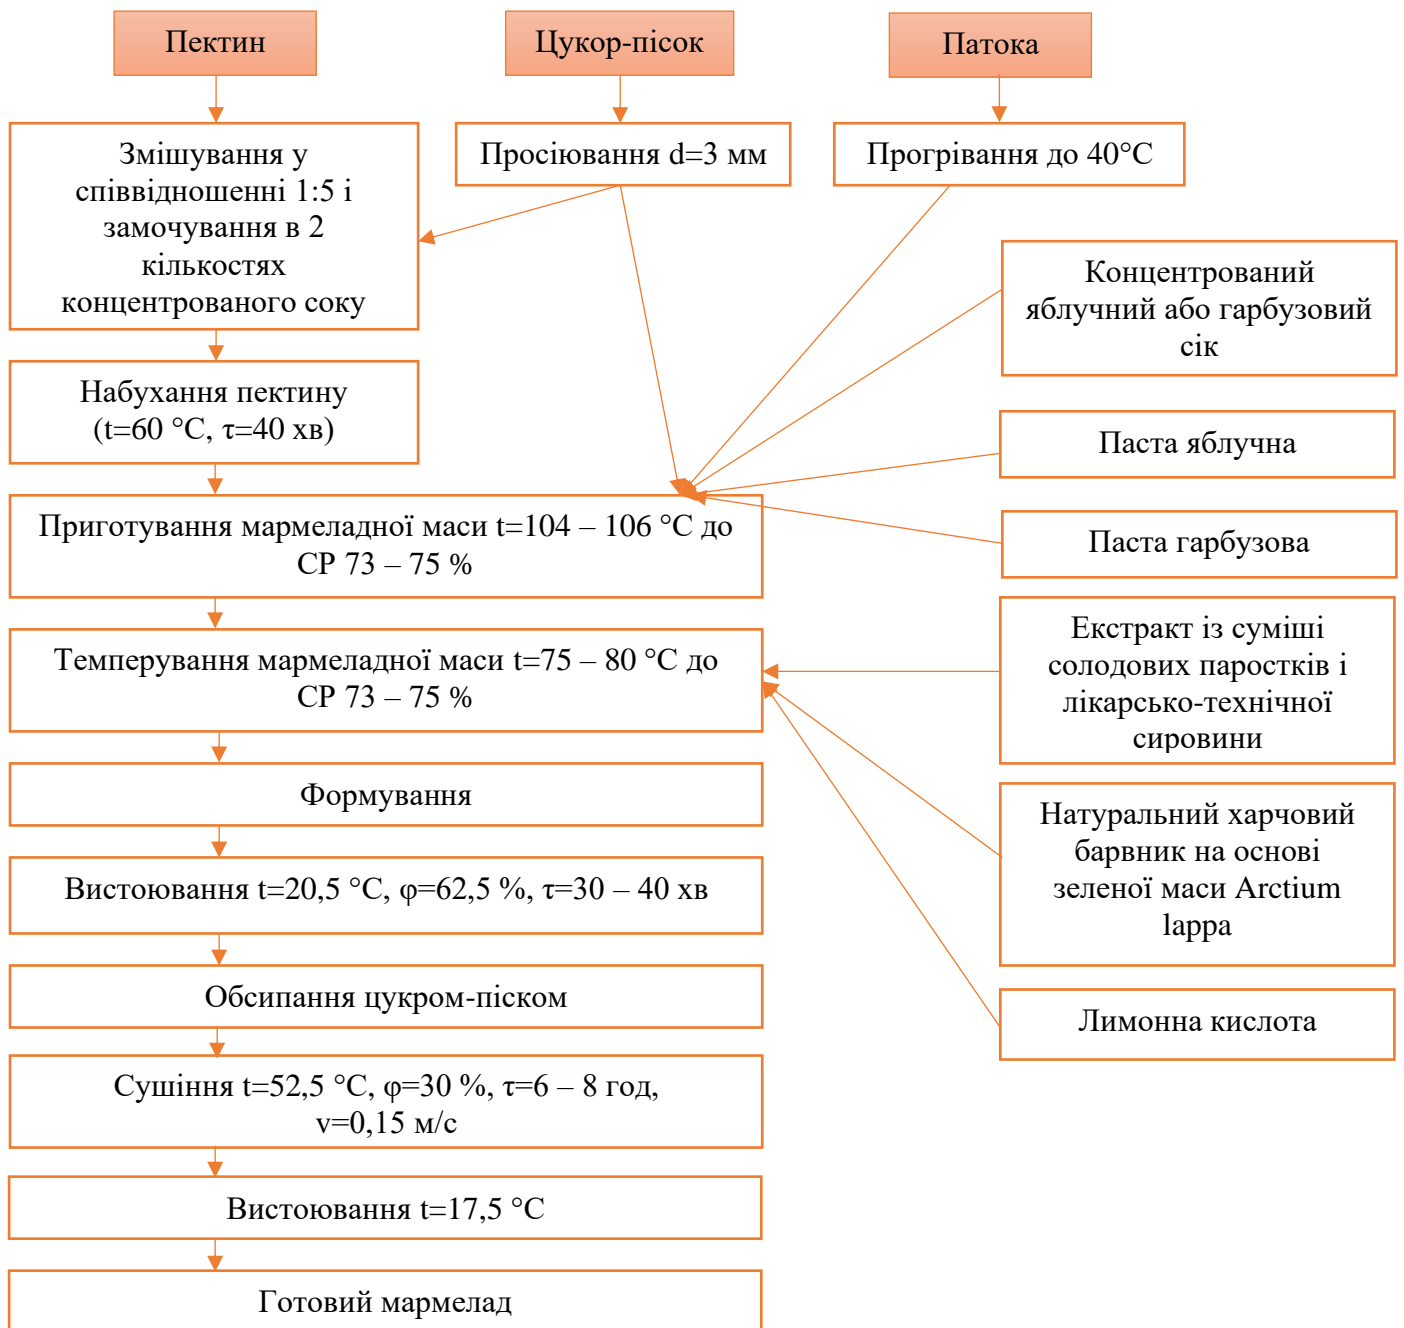 Пектин
Цукор-пісок
Патока
Змішування у
співвідношенні 1:5 і
замочування в 2
кількостях
концентрованого соку
Просіювання d=3 мм
Прогрівання до 40°С
Концентрований
яблучний або гарбузовий
сік
Набухання пектину
(t=60 °С, τ=40 хв)
Паста яблучна
Приготування мармеладної маси t=104 – 106 °С до
СР 73 – 75 %
Паста гарбузова
Темперування мармеладної маси t=75 – 80 °С до
СР 73 – 75 %
Екстракт із суміші
солодових паростків і
лікарсько-технічної
сировини
Формування
Натуральний харчовий
барвник на основі
зеленої маси Arctium
lappa
Вистоювання t=20,5 °С, φ=62,5 %, τ=30 – 40 хв
Обсипання цукром-піском
Лимонна кислота
Сушіння t=52,5 °С, φ=30 %, τ=6 – 8 год,
v=0,15 м/с
Вистоювання t=17,5 °С
Готовий мармелад